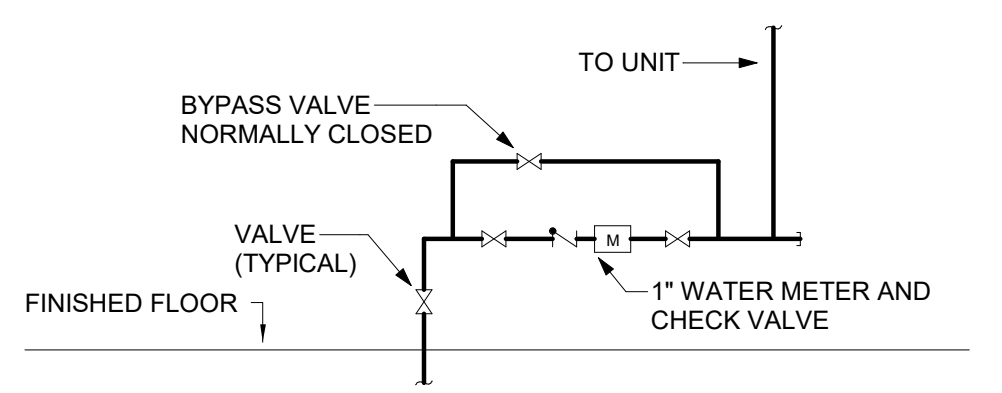 TO UNIT
BYPASS VALVE
NORMALLY CLOSED
VALVE
(TYPICAL)
M
FINISHED FLOOR
1" WATER METER AND
CHECK VALVE